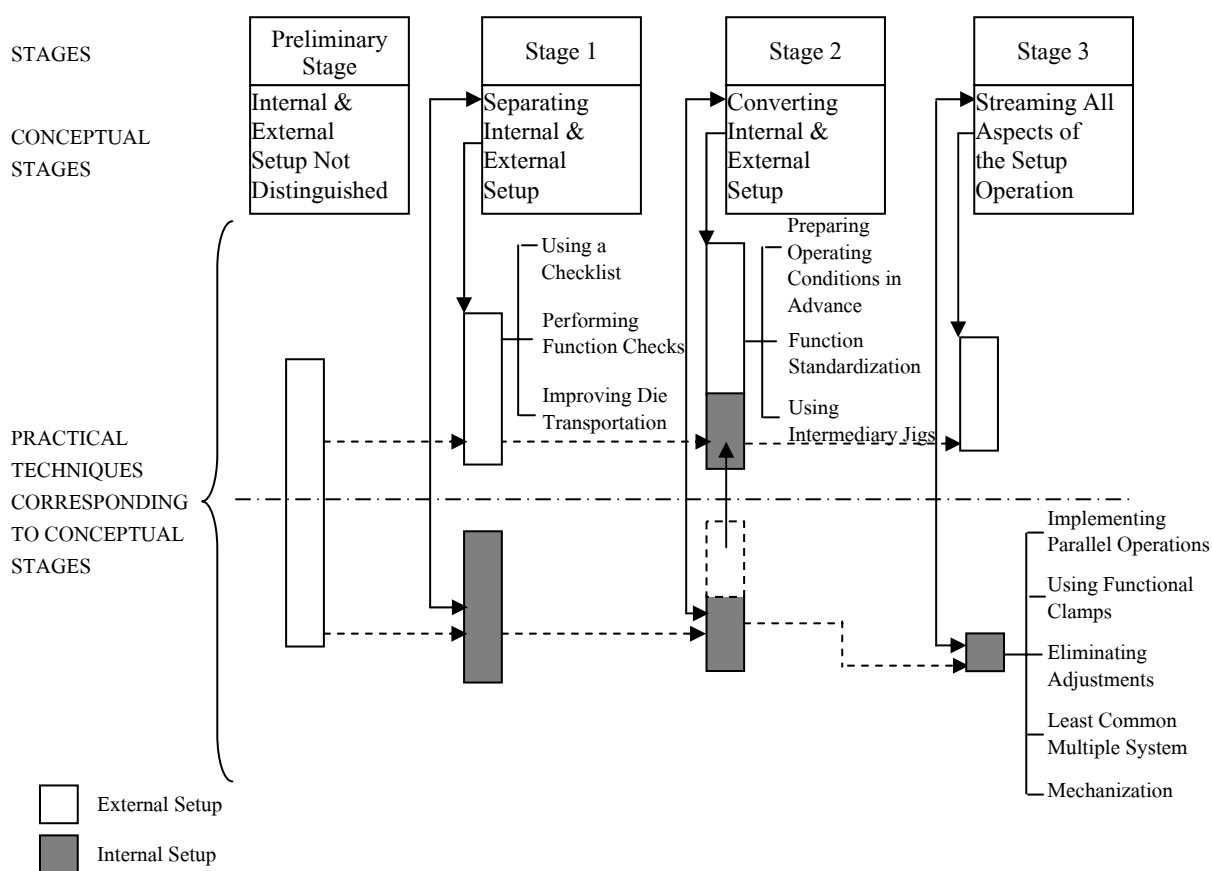 STAGES
Preliminary
Stage
Stage 1
Stage 2
Stage 3
CONCEPTUAL
STAGES
Internal &
External
Setup Not
Distinguished
Separating
Internal &
External
Setup
Converting
Internal &
External
Setup
Streaming All
Aspects of
the Setup
Operation
PRACTICAL
TECHNIQUES
CORRESPONDING
TO CONCEPTUAL
STAGES
Using a
Checklist
Performing
Function Checks
Improving Die
Transportation
Preparing
Operating
Conditions in
Advance
Function
Standardization
Using
Intermediary Jigs
Implementing
Parallel Operations
Using Functional
Clamps
Eliminating
Adjustments
Least Common
Multiple System
Mechanization
External Setup
Internal Setup